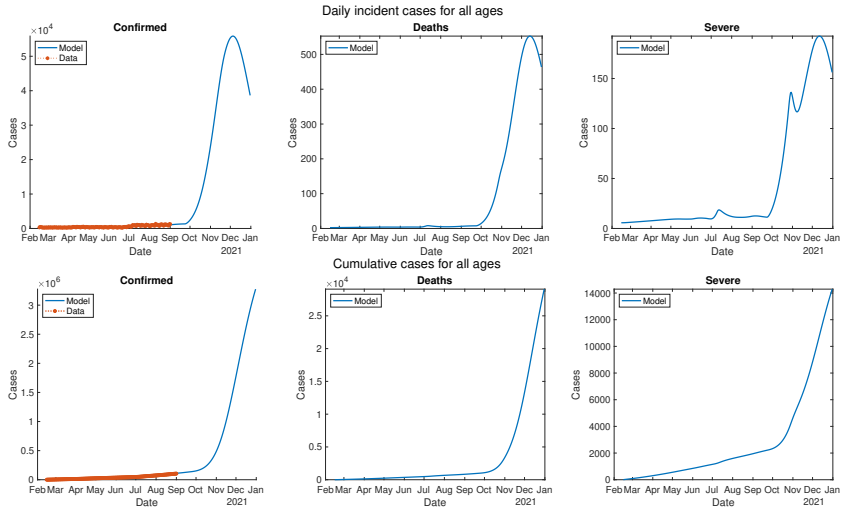 Daily incident cases for all ages
Confirmed
×10^4
Model
Data
Cases
5
4
3
2
1
0
Feb Mar Apr May Jun Jul Aug Sep Oct Nov Dec Jan
Date
2021
Deaths
Model
Cases
500
400
300
200
100
0
Feb Mar Apr May Jun Jul Aug Sep Oct Nov Dec Jan
Date
2021
Severe
Model
Cases
150
100
50
0
Feb Mar Apr May Jun Jul Aug Sep Oct Nov Dec Jan
Date
2021
Cumulative cases for all ages
Confirmed
×10^6
Model
Data
Cases
3
2.5
2
1.5
1
0.5
0
Feb Mar Apr May Jun Jul Aug Sep Oct Nov Dec Jan
Date
2021
Deaths
×10^4
Model
Cases
2.5
2
1.5
1
0.5
0
Feb Mar Apr May Jun Jul Aug Sep Oct Nov Dec Jan
Date
2021
Severe
Model
Cases
14000
12000
10000
8000
6000
4000
2000
0
Feb Mar Apr May Jun Jul Aug Sep Oct Nov Dec Jan
Date
2021